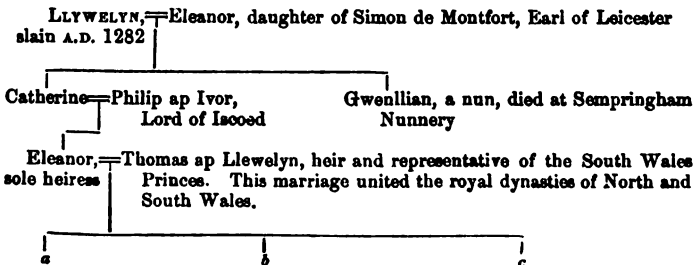 LLYWELYN,=Eleanor, daughter of Simon de Montfort, Earl of Leicester
slain A.D. 1282
Catherine=Philip ap Ivor,
Lord of Iscoed
Gwenllian, a nun, died at Sempringham
Nunnery
Eleanor,=Thomas ap Llewelyn, heir and representative of the South Wales
sole heiress Princes. This marriage united the royal dynasties of North and
South Wales.
a b c